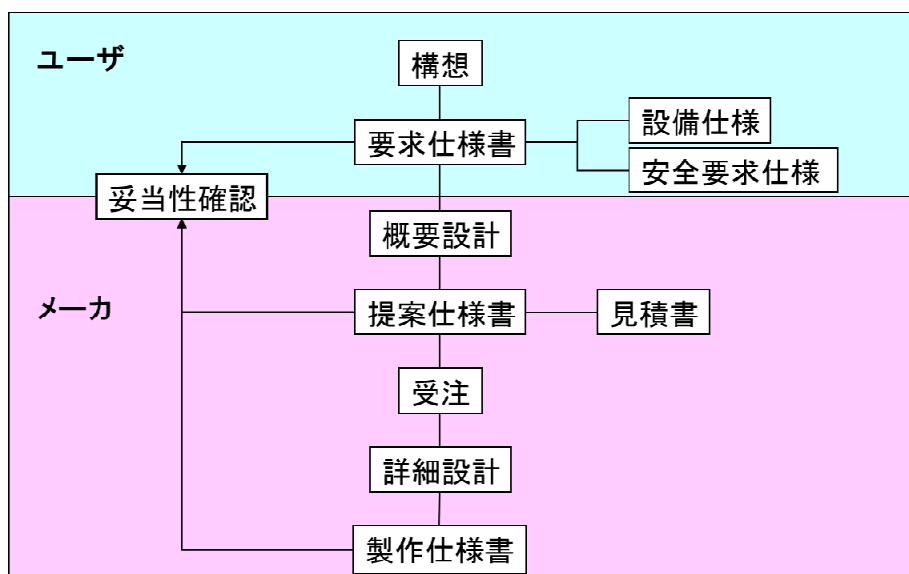 ユーザ
構想
要求仕様書
設備仕様
安全要求仕様
妥当性確認
概要設計
メーカ
提案仕様書
見積書
受注
詳細設計
製作仕様書